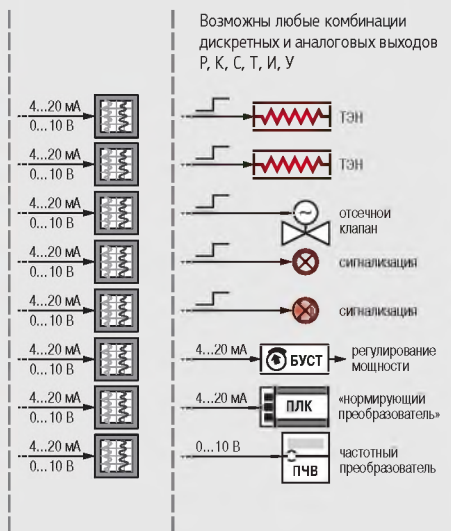 Возможны любые комбинации
дискретных и аналоговых выходов
Р, К, С, Т, И, У
4...20 мА
0...10 В
ТЭН
4...20 мА
0...10 В
ТЭН
4...20 мА
0...10 В
отсечной
клапан
4...20 мА
0...10 В
сигнализация
4...20 мА
0...10 В
сигнализация
4...20 мА
0...10 В
4...20 мА
БУСТ
регулирование
мощности
4...20 мА
0...10 В
4...20 мА
ПЛК
«нормирующий
преобразователь»
4...20 мА
0...10 В
0...10 В
ПЧВ
частотный
преобразователь